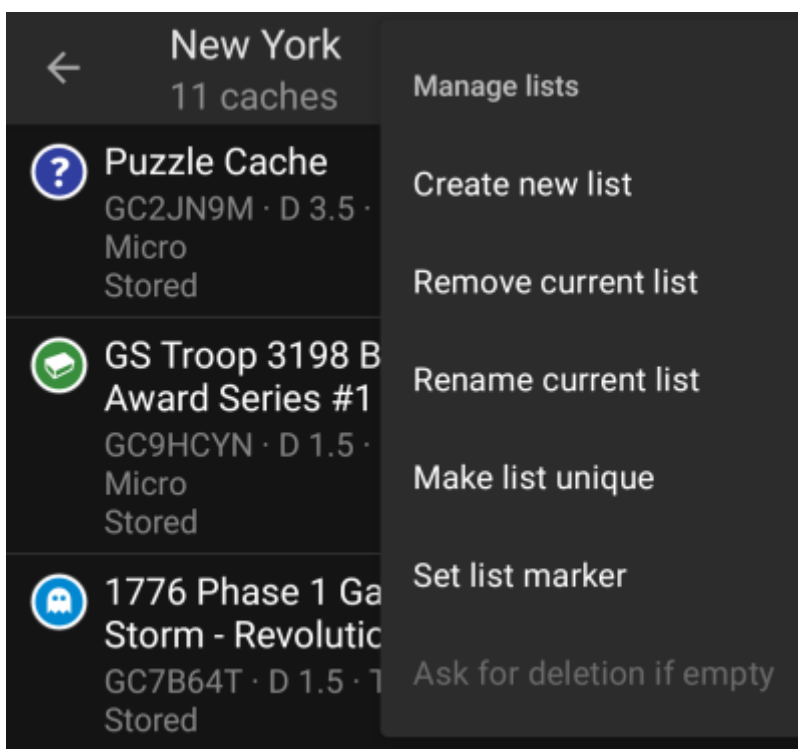 New York
11 caches
Puzzle Cache
GC2JN9M · D 3.5 ·
Micro
Stored
GS Troop 3198 B
Award Series #1
GC9HCYN · D 1.5 ·
Micro
Stored
1776 Phase 1 Ga
Storm - Revolutio
GC7B64T · D 1.5 · T
Stored
Manage lists
Create new list
Remove current list
Rename current list
Make list unique
Set list marker
Ask for deletion if empty